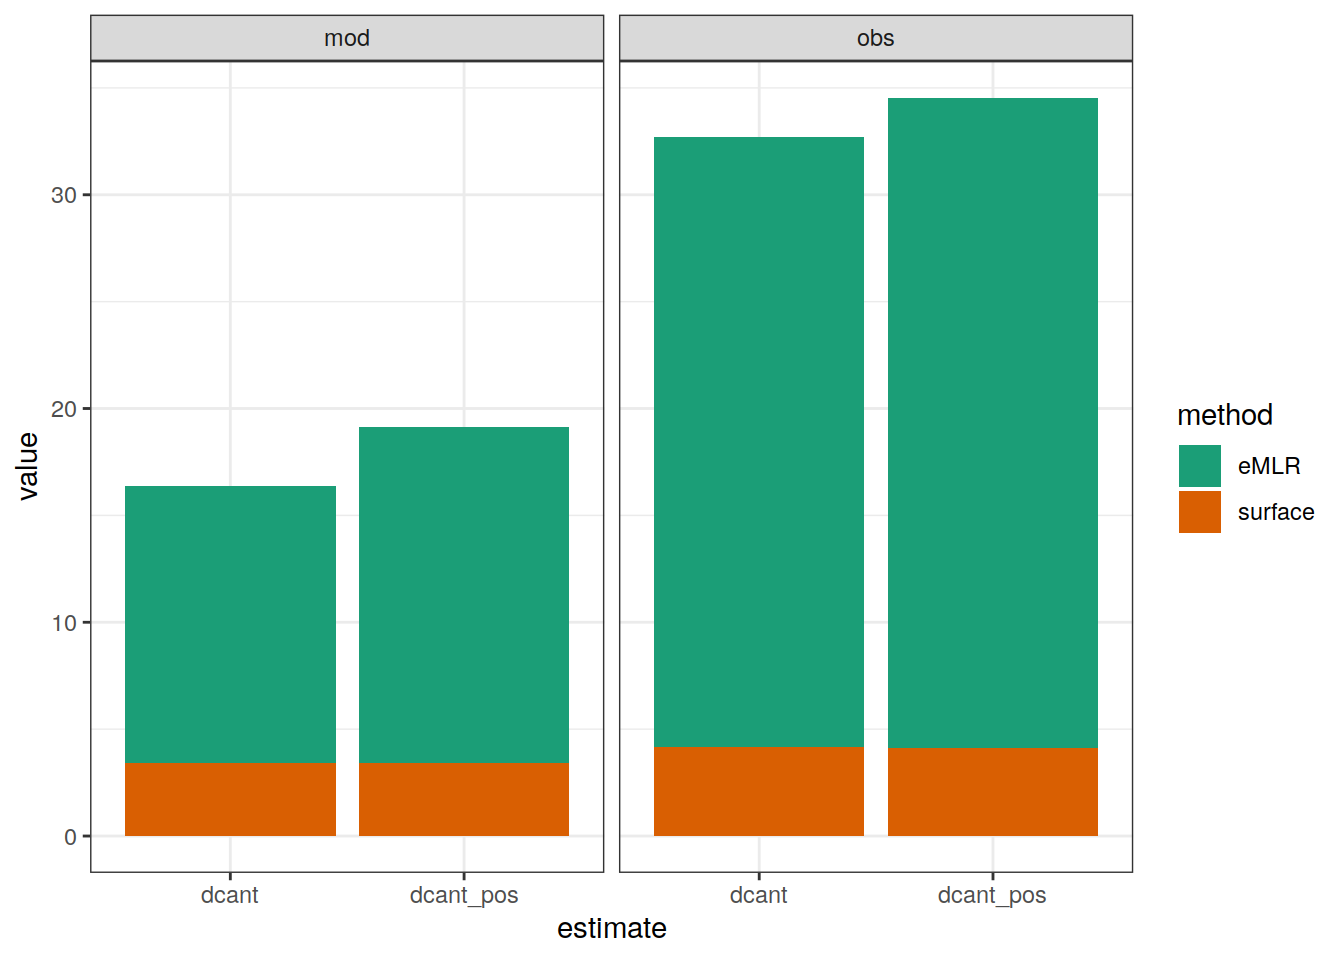 mod
obs
value
30
20
10
0
dcant
dcant_pos
dcant
dcant_pos
estimate
method
eMLR
surface